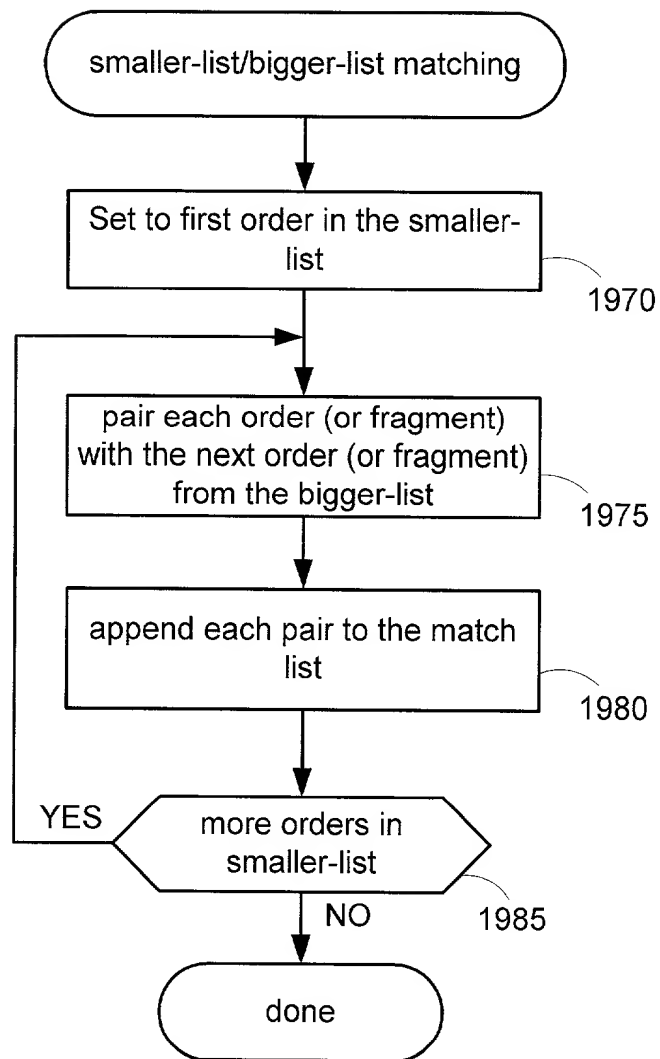 smaller-list/bigger-list matching
Set to first order in the smaller-
list
1970
pair each order (or fragment)
with the next order (or fragment)
from the bigger-list
1975
append each pair to the match
list
1980
YES
more orders in
smaller-list
1985
NO
done